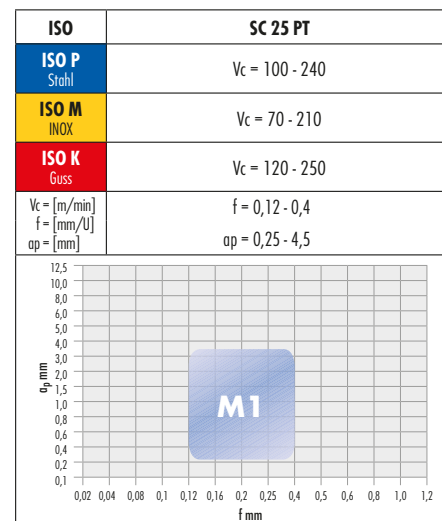 ISO SC 25 PT
ISO P
Stahl
Vc = 100 - 240
ISO M
INOX
Vc = 70 - 210
ISO K
Guss
Vc = 120 - 250
Vc = [m/min]
f = [mm/U]
ap = [mm]
f = 0,12 - 0,4
ap = 0,25 - 4,5
12,5
10,0
8,0
6,0
5,0
4,0
3,0
2,0
1,5
1,0
0,8
0,6
0,4
0,2
0,1
ap mm
M1
0,02 0,04 0,08 0,1 0,12 0,16 0,2 0,25 0,4 0,5 0,6 0,8 1,0 1,2
f mm